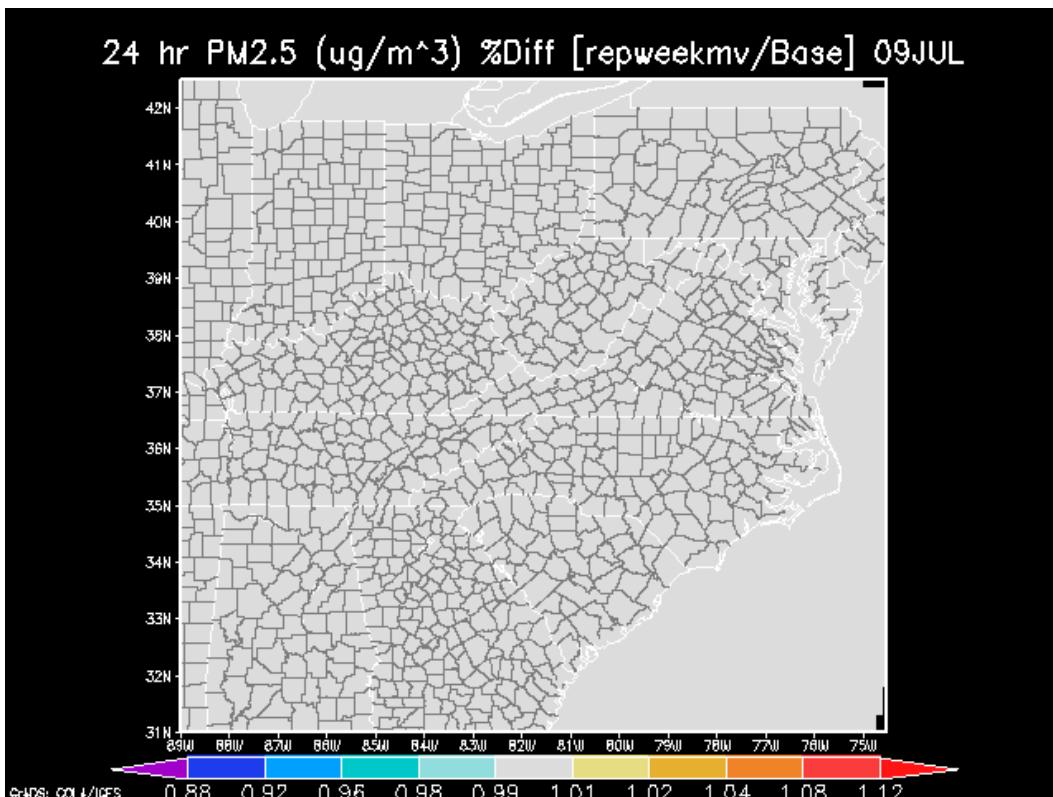 24 hr PM2.5 (ug/m^3) %Diff [repweekmv/Base] 09JUL
42N
41N
40N
39N
38N
37N
36N
35N
34N
33N
32N
31N
89W 88W 87W 86W 85W 84W 83W 82W 81W 80W 79W 78W 77W 76W 75W
GrADS: COLA/IGES 0.88 0.92 0.96 0.98 0.99 1.01 1.02 1.04 1.08 1.12